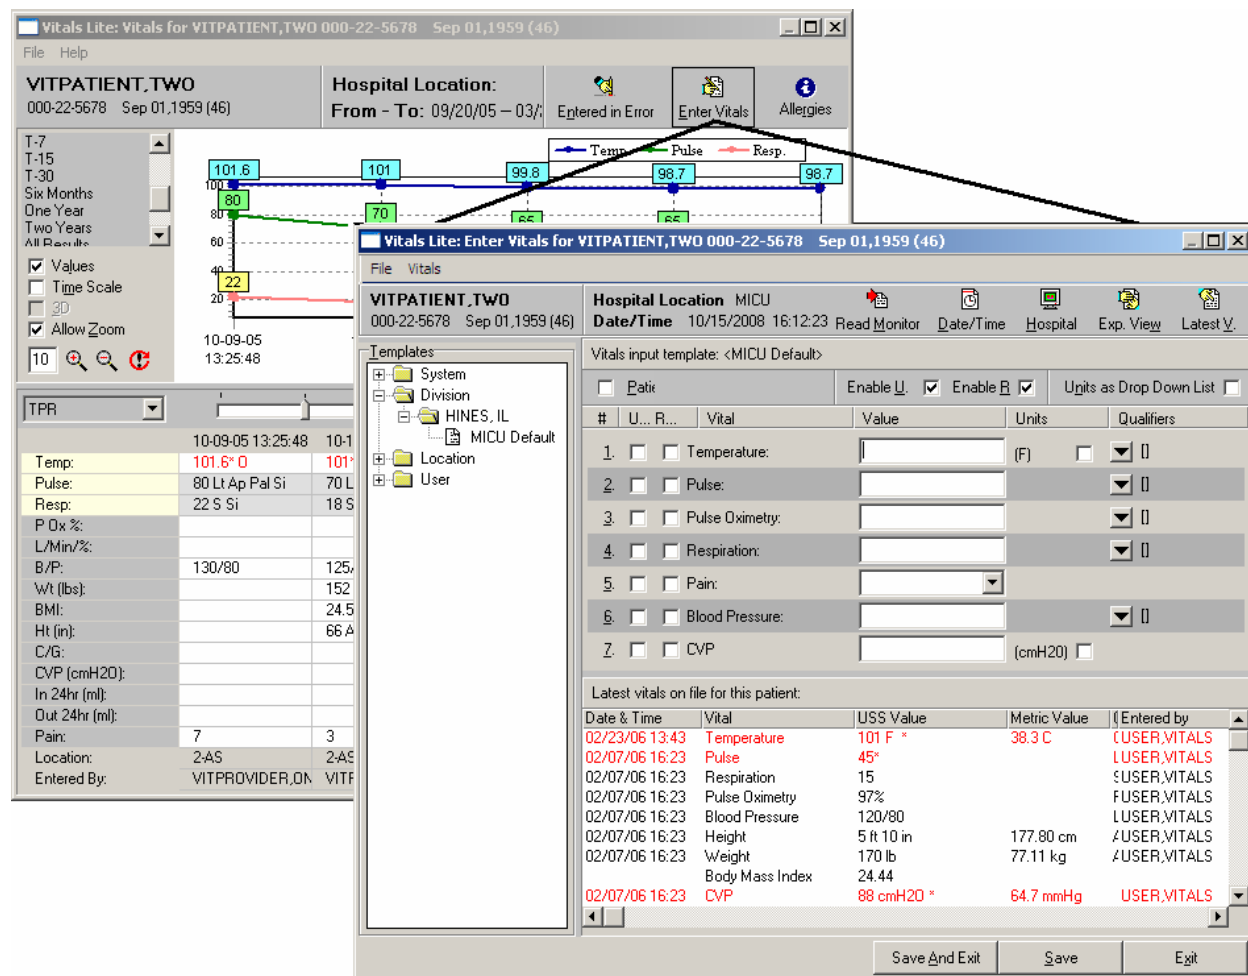 Vitals Lite: Vitals for VITPATIENT,TWO 000-22-5678 Sep 01,1959 (46)
File Help
VITPATIENT,TWO
000-22-5678 Sep 01,1959 (46)
Hospital Location:
From - To: 09/20/05 – 03/
Entered in Error
Enter Vitals
Allergies
T-7
T-15
T-30
Six Months
One Year
Two Years
All Results
Values
Time Scale
3D
Allow Zoom
10
Temp. Pulse Resp.
101.6 101 99.8 98.7 98.7
100
80
80 70 65 65
60
40
22
20
10-09-05
13:25:48
TPR
10-09-05 13:25:48 10-1
Temp: 101.6* O 101*
Pulse: 80 Lt Ap Pal Si 70 L
Resp: 22 S Si 18 S
P Ox %:
L/Min/%:
B/P: 130/80 125/
Wt (lbs): 152
BMI: 24.5
Ht (in): 66 A
C/G:
CVP (cmH2O):
In 24hr (ml):
Out 24hr (ml):
Pain: 7 3
Location: 2-AS 2-AS
Entered By: VITPROVIDER,ON VITF
Vitals Lite: Enter Vitals for VITPATIENT,TWO 000-22-5678 Sep 01,1959 (46)
File Vitals
VITPATIENT,TWO
000-22-5678 Sep 01,1959 (46)
Hospital Location MICU
Date/Time 10/15/2008 16:12:23
Read Monitor
Date/Time
Hospital
Exp. View
Latest V.
Templates
System
Division
HINES, IL
MICU Default
Location
User
Vitals input template: <MICU Default>
Patie
Enable U. Enable R
Units as Drop Down List
# U... R... Vital Value Units Qualifiers
1. Temperature: (F) []
2. Pulse: []
3. Pulse Oximetry: []
4. Respiration: []
5. Pain:
6. Blood Pressure: []
7. CVP (cmH20)
Latest vitals on file for this patient:
Date & Time Vital USS Value Metric Value ( Entered by
02/23/06 13:43 Temperature 101 F * 38.3 C USER,VITALS
02/07/06 16:23 Pulse 45* USER,VITALS
02/07/06 16:23 Respiration 15 USER,VITALS
02/07/06 16:23 Pulse Oximetry 97% USER,VITALS
02/07/06 16:23 Blood Pressure 120/80 USER,VITALS
02/07/06 16:23 Height 5 ft 10 in 177.80 cm USER,VITALS
02/07/06 16:23 Weight 170 lb 77.11 kg USER,VITALS
Body Mass Index 24.44
02/07/06 16:23 CVP 88 cmH2O * 64.7 mmHg USER,VITALS
Save And Exit
Save
Exit